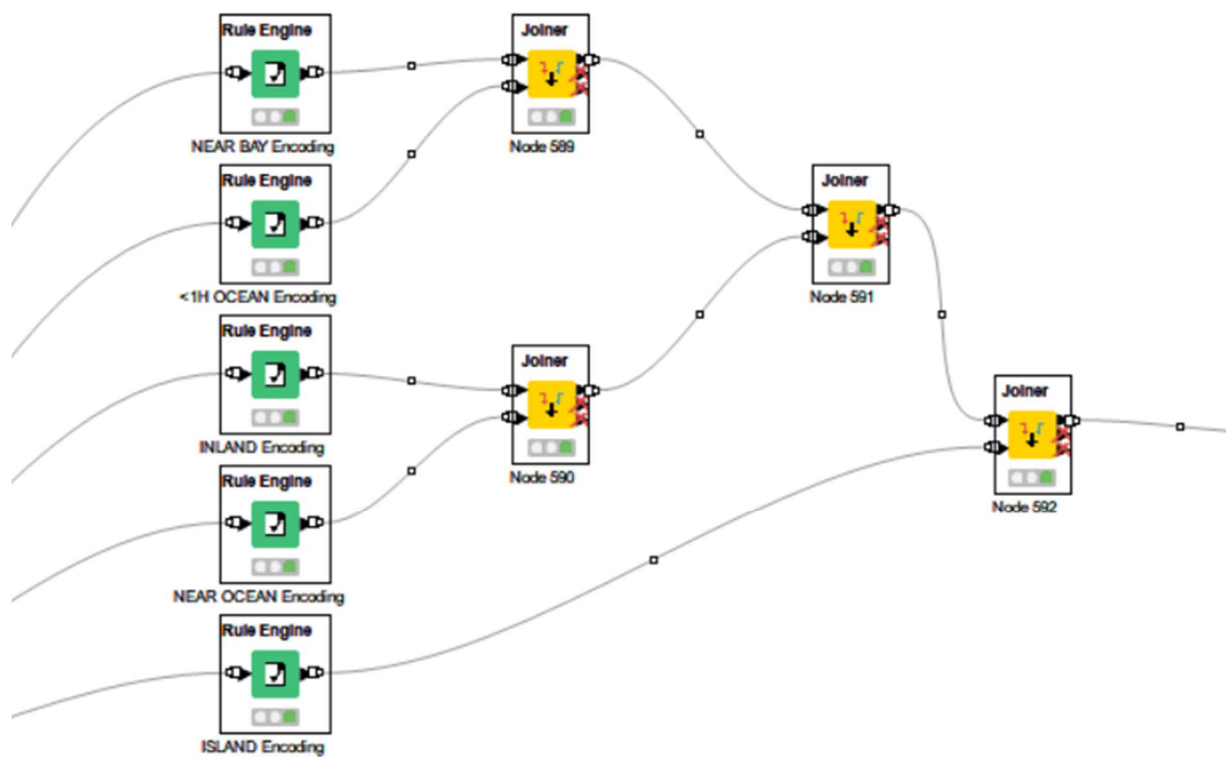 Rule Engine
NEAR BAY Encoding
Rule Engine
<1H OCEAN Encoding
Rule Engine
INLAND Encoding
Rule Engine
NEAR OCEAN Encoding
Rule Engine
ISLAND Encoding
Joiner
Node 589
Joiner
Node 590
Joiner
Node 591
Joiner
Node 592